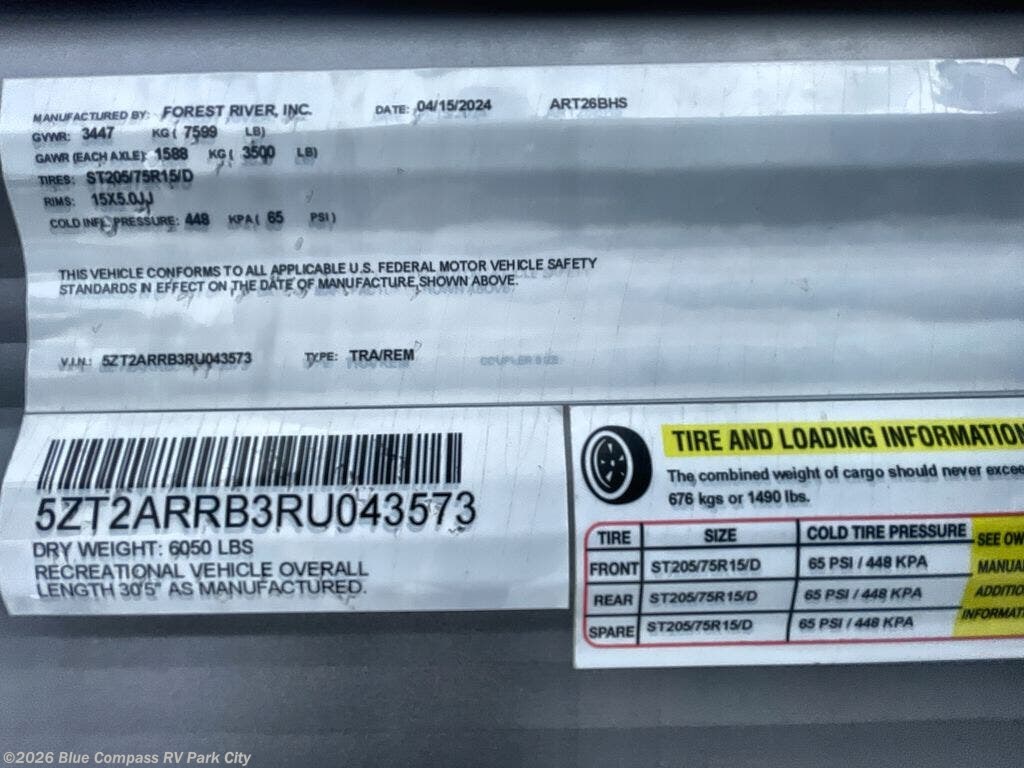 MANUFACTURED BY: FOREST RIVER, INC. DATE: 04/15/2024 ART26BHS
GVWR: 3447 KG ( 7599 LB)
GAWR (EACH AXLE): 1588 KG ( 3500 LB)
TIRES: ST205/75R15/D
RIMS: 15X5.0JJ
COLD INFL. PRESSURE: 448 KPA ( 65 PSI )
THIS VEHICLE CONFORMS TO ALL APPLICABLE U.S. FEDERAL MOTOR VEHICLE SAFETY
STANDARDS IN EFFECT ON THE DATE OF MANUFACTURE SHOWN ABOVE.
V.I.N.: 5ZT2ARRB3RU043573 TYPE: TRA/REM COUPLER SIZE:
5ZT2ARRB3RU043573
DRY WEIGHT: 6050 LBS
RECREATIONAL VEHICLE OVERALL
LENGTH 30'5" AS MANUFACTURED.
TIRE AND LOADING INFORMATION
The combined weight of cargo should never excee
676 kgs or 1490 lbs.
TIRE SIZE COLD TIRE PRESSURE SEE OW
FRONT ST205/75R15/D 65 PSI / 448 KPA MANUA
REAR ST205/75R15/D 65 PSI / 448 KPA ADDITIO
INFORMAT
SPARE ST205/75R15/D 65 PSI / 448 KPA
©2026 Blue Compass RV Park City